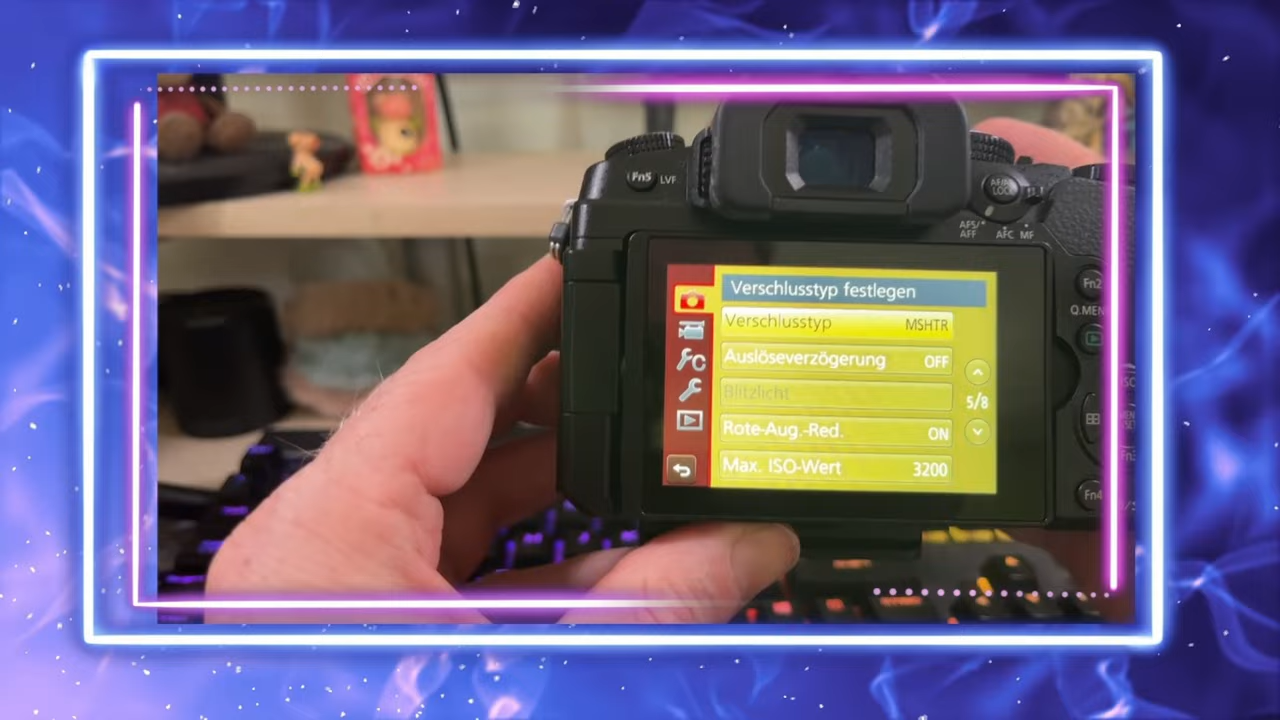 Fn5 LVF
AF/AE
LOCK
AFS/
AFF
AFC MF
Fn2
Q.MEN
Fn4
Verschlusstyp festlegen
Verschlusstyp MSHTR
Auslöseverzögerung OFF
Blitzlicht
5/8
Rote-Aug.-Red. ON
Max. ISO-Wert 3200